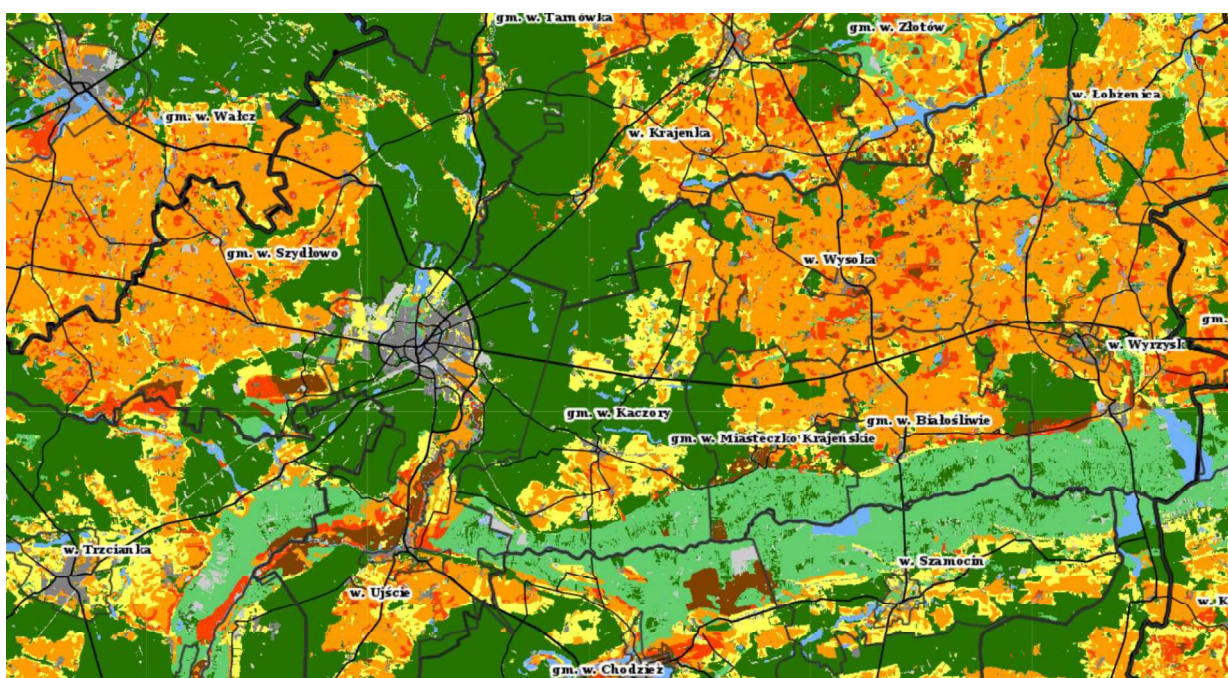 gm. w. Tarnówka
gm. w. Złotów
w. Łobżenica
gm. w. Wałcz
w. Krajenka
gm. w. Szydłowo
w. Wysoka
gm.
w. Wyrzysk
gm. w. Kaczory
gm. w. Białośliwie
gm. w. Miasteczko Krajeńskie
w. Trzcianka
w. Szamocin
w. Ujście
w. K
gm. w. Chodzież